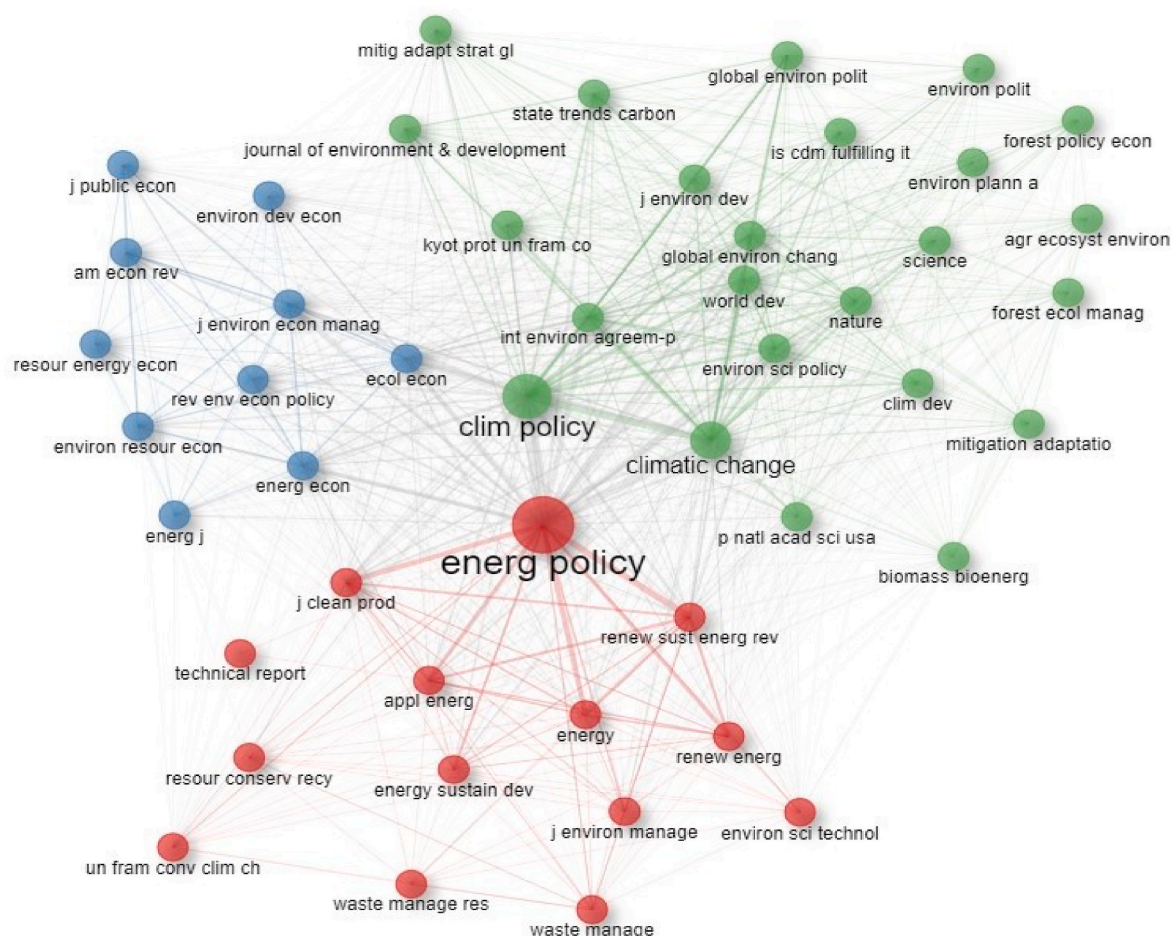 mitig adapt strat gl
global environ polit
environ polit
state trends carbon
forest policy econ
journal of environment & development
is cdm fulfilling it
j public econ
environ plann a
j environ dev
environ dev econ
kyot prot un fram co
agr ecosyst environ
global environ chang
science
am econ rev
world dev
forest ecol manag
nature
j environ econ manag
int environ agreem-p
resour energy econ
environ sci policy
ecol econ
rev env econ policy
clim dev
clim policy
environ resour econ
mitigation adaptatio
climatic change
energ econ
energ j
p natl acad sci usa
energ policy
biomass bioenerg
j clean prod
renew sust energ rev
technical report
appl energ
energy
renew energ
resour conserv recy
energy sustain dev
j environ manage
environ sci technol
un fram conv clim ch
waste manage res
waste manage